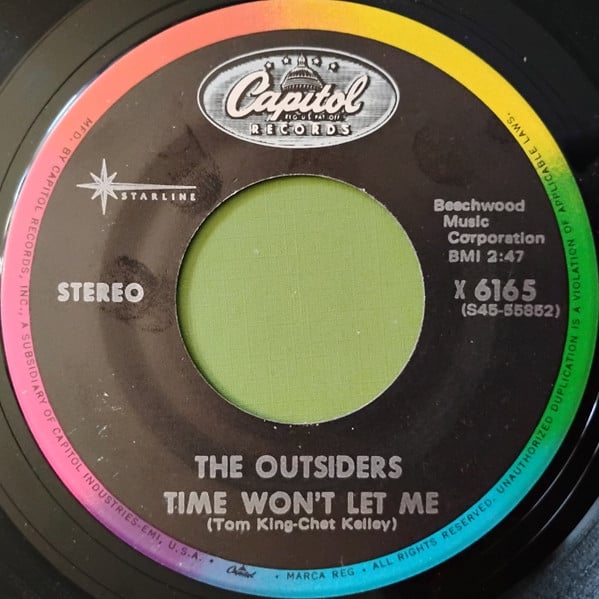 Capitol
REG. U.S. PAT. OFF.
RECORDS
STARLINE
STEREO
Beechwood
Music
Corporation
BMI 2:47
X 6165
(S45-55852)
THE OUTSIDERS
TIME WON'T LET ME
(Tom King-Chet Kelley)
MFD. BY CAPITOL RECORDS, INC., A SUBSIDIARY OF CAPITOL INDUSTRIES-EMI, U.S.A. • Capitol • MARCA REG • ALL RIGHTS RESERVED. UNAUTHORIZED DUPLICATION IS A VIOLATION OF APPLICABLE LAWS.